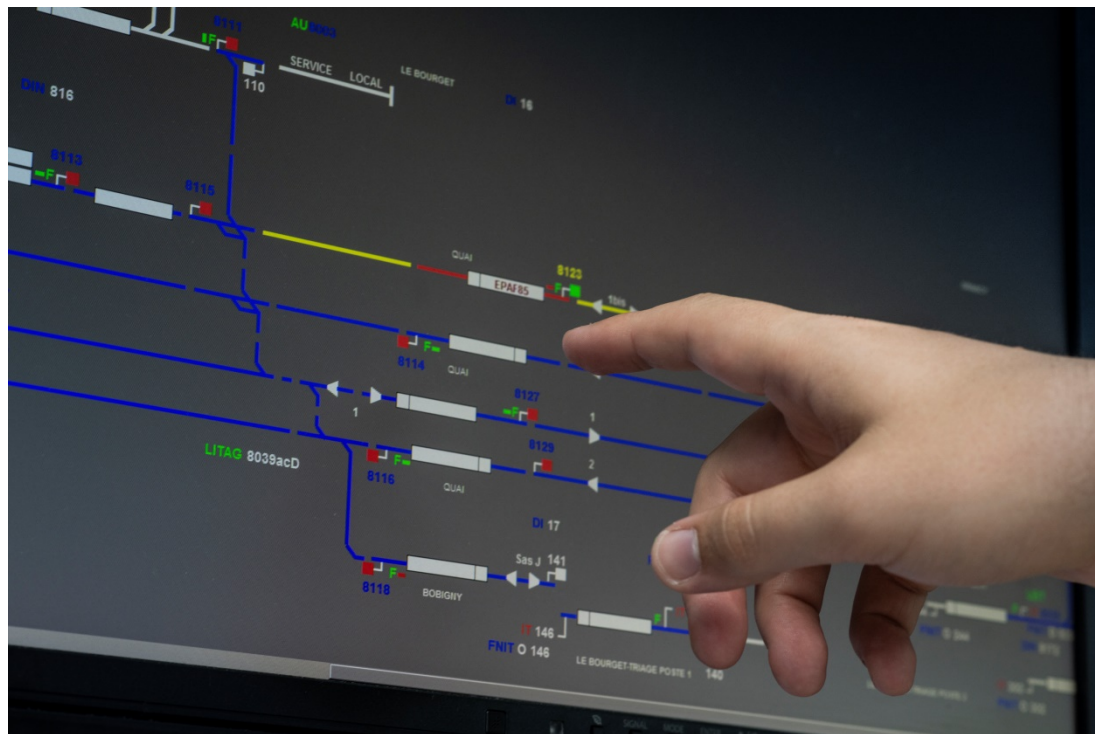 8111
F
AU
110
SERVICE LOCAL
LE BOURGET
DIN 816
DI 16
8113
F
8115
QUAI
EPAF85
8123
F
1bis
8114
F
QUAI
8127
F
1
1
8129
2
LITAG 8039acD
8116
F
QUAI
DI 17
Sas J 141
8118
F
BOBIGNY
IT 146
F
FNIT O 146
LE BOURGET-TRIAGE POSTE 1
140